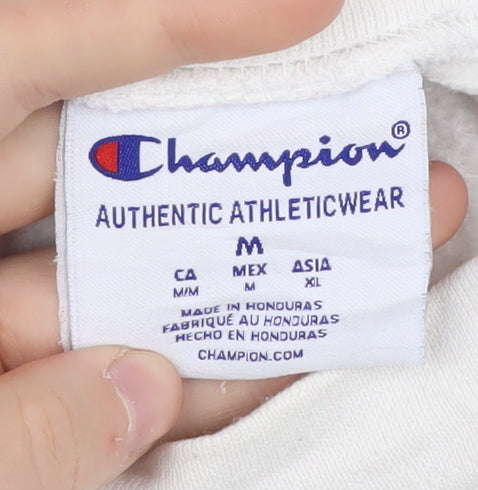 Champion®
AUTHENTIC ATHLETICWEAR
M
CA MEX ASIA
M/M M XL
MADE IN HONDURAS
FABRIQUÉ AU HONDURAS
HECHO EN HONDURAS
CHAMPION.COM